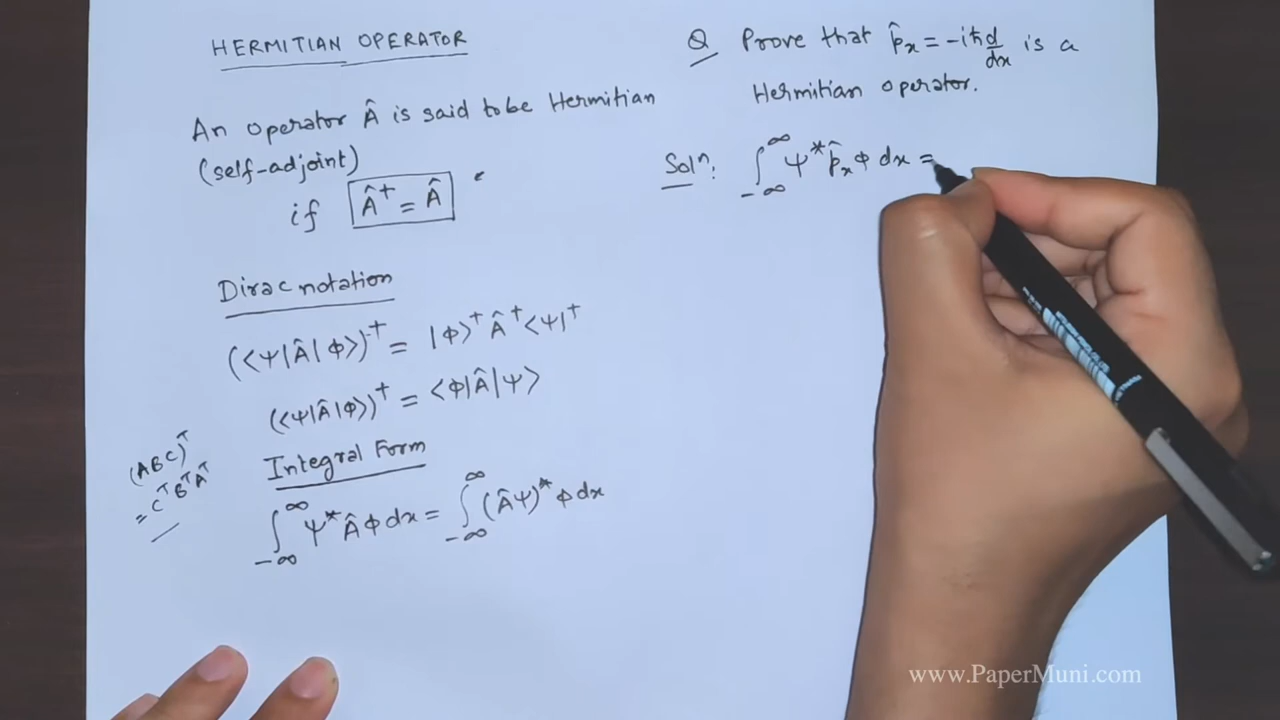 HERMITIAN OPERATOR
An operator Â is said to be Hermitian
(self-adjoint)
if Â† = Â
Dirac notation
(⟨Ψ|Â|Φ⟩)† = |Φ⟩† Â† ⟨Ψ|†
(⟨Ψ|Â|Φ⟩)† = ⟨Φ|Â|Ψ⟩
(ABC)ᵀ
= CᵀBᵀAᵀ
Integral Form
∫_{-∞}^{∞} Ψ* Â Φ dx = ∫_{-∞}^{∞} (ÂΨ)* Φ dx
Q Prove that p̂ₓ = -iħ d/dx is a
Hermitian operator.
Solⁿ: ∫_{-∞}^{∞} Ψ* p̂ₓ Φ dx =
www.PaperMuni.com